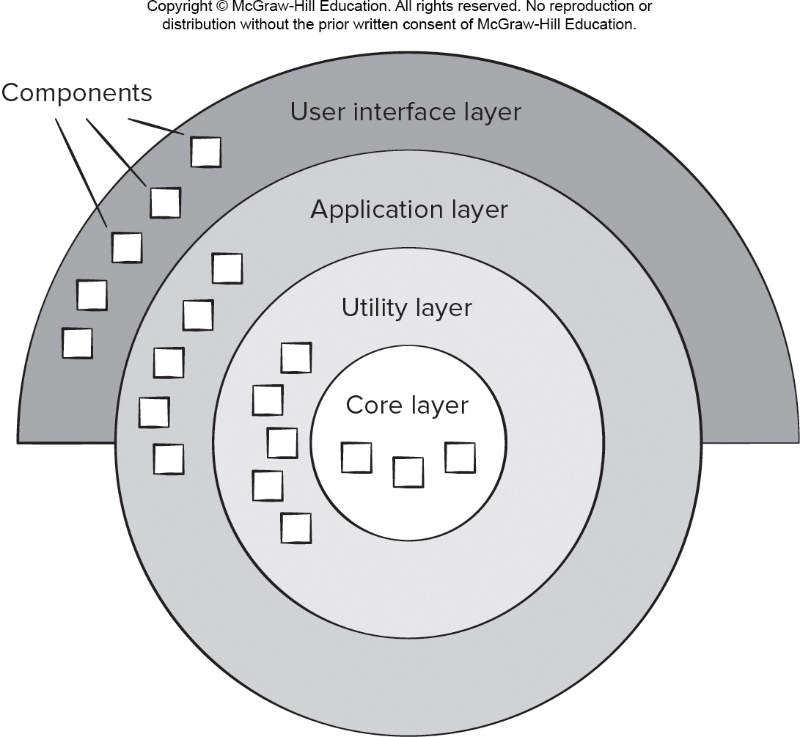 Copyright © McGraw-Hill Education. All rights reserved. No reproduction or
distribution without the prior written consent of McGraw-Hill Education.
Components
User interface layer
Application layer
Utility layer
Core layer